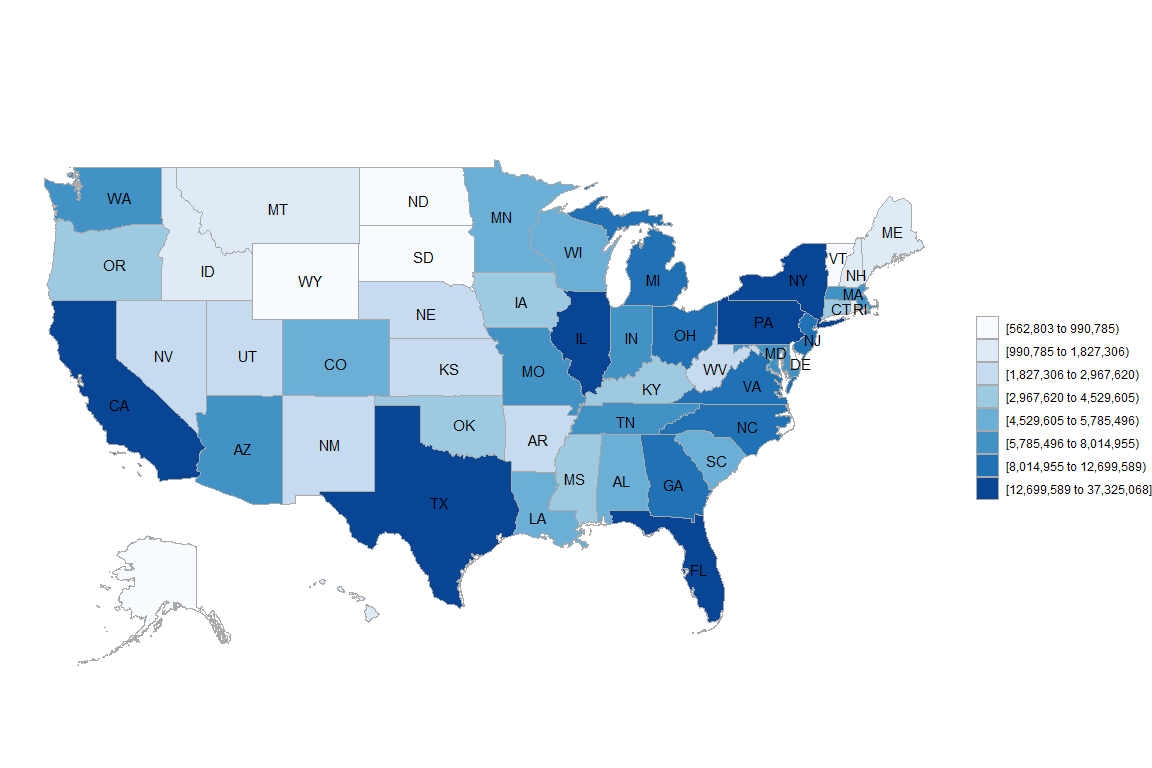 WA
MT
ND
MN
ME
OR
ID
WY
SD
WI
MI
VT
NH
NY
MA
CT
RI
NV
UT
CO
NE
IA
IL
IN
OH
PA
NJ
KS
MO
WV
MD
DE
VA
CA
AZ
NM
OK
AR
KY
TN
NC
TX
LA
MS
AL
GA
SC
FL
[562,803 to 990,785)
[990,785 to 1,827,306)
[1,827,306 to 2,967,620)
[2,967,620 to 4,529,605)
[4,529,605 to 5,785,496)
[5,785,496 to 8,014,955)
[8,014,955 to 12,699,589)
[12,699,589 to 37,325,068]